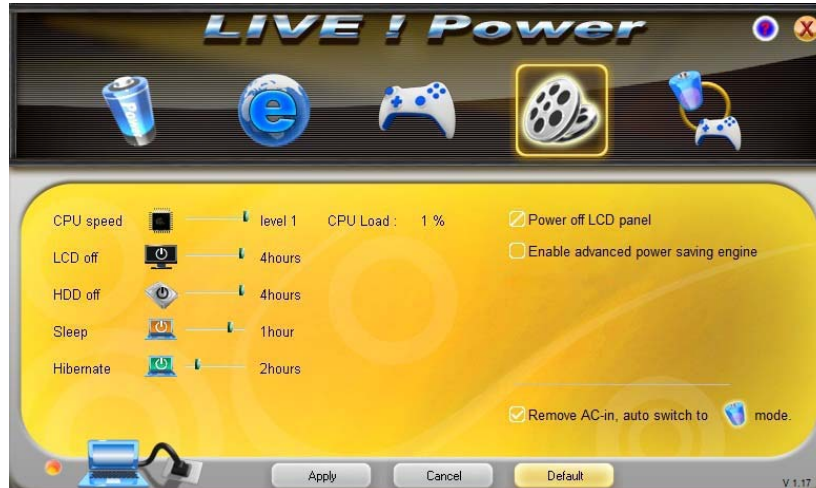 LIVE ! Power
?
X
Power
e
CPU speed level 1 CPU Load : 1 %
LCD off 4hours
HDD off 4hours
Sleep 1hour
Hibernate 2hours
Power off LCD panel
Enable advanced power saving engine
Remove AC-in, auto switch to mode.
Apply Cancel Default
V 1.17